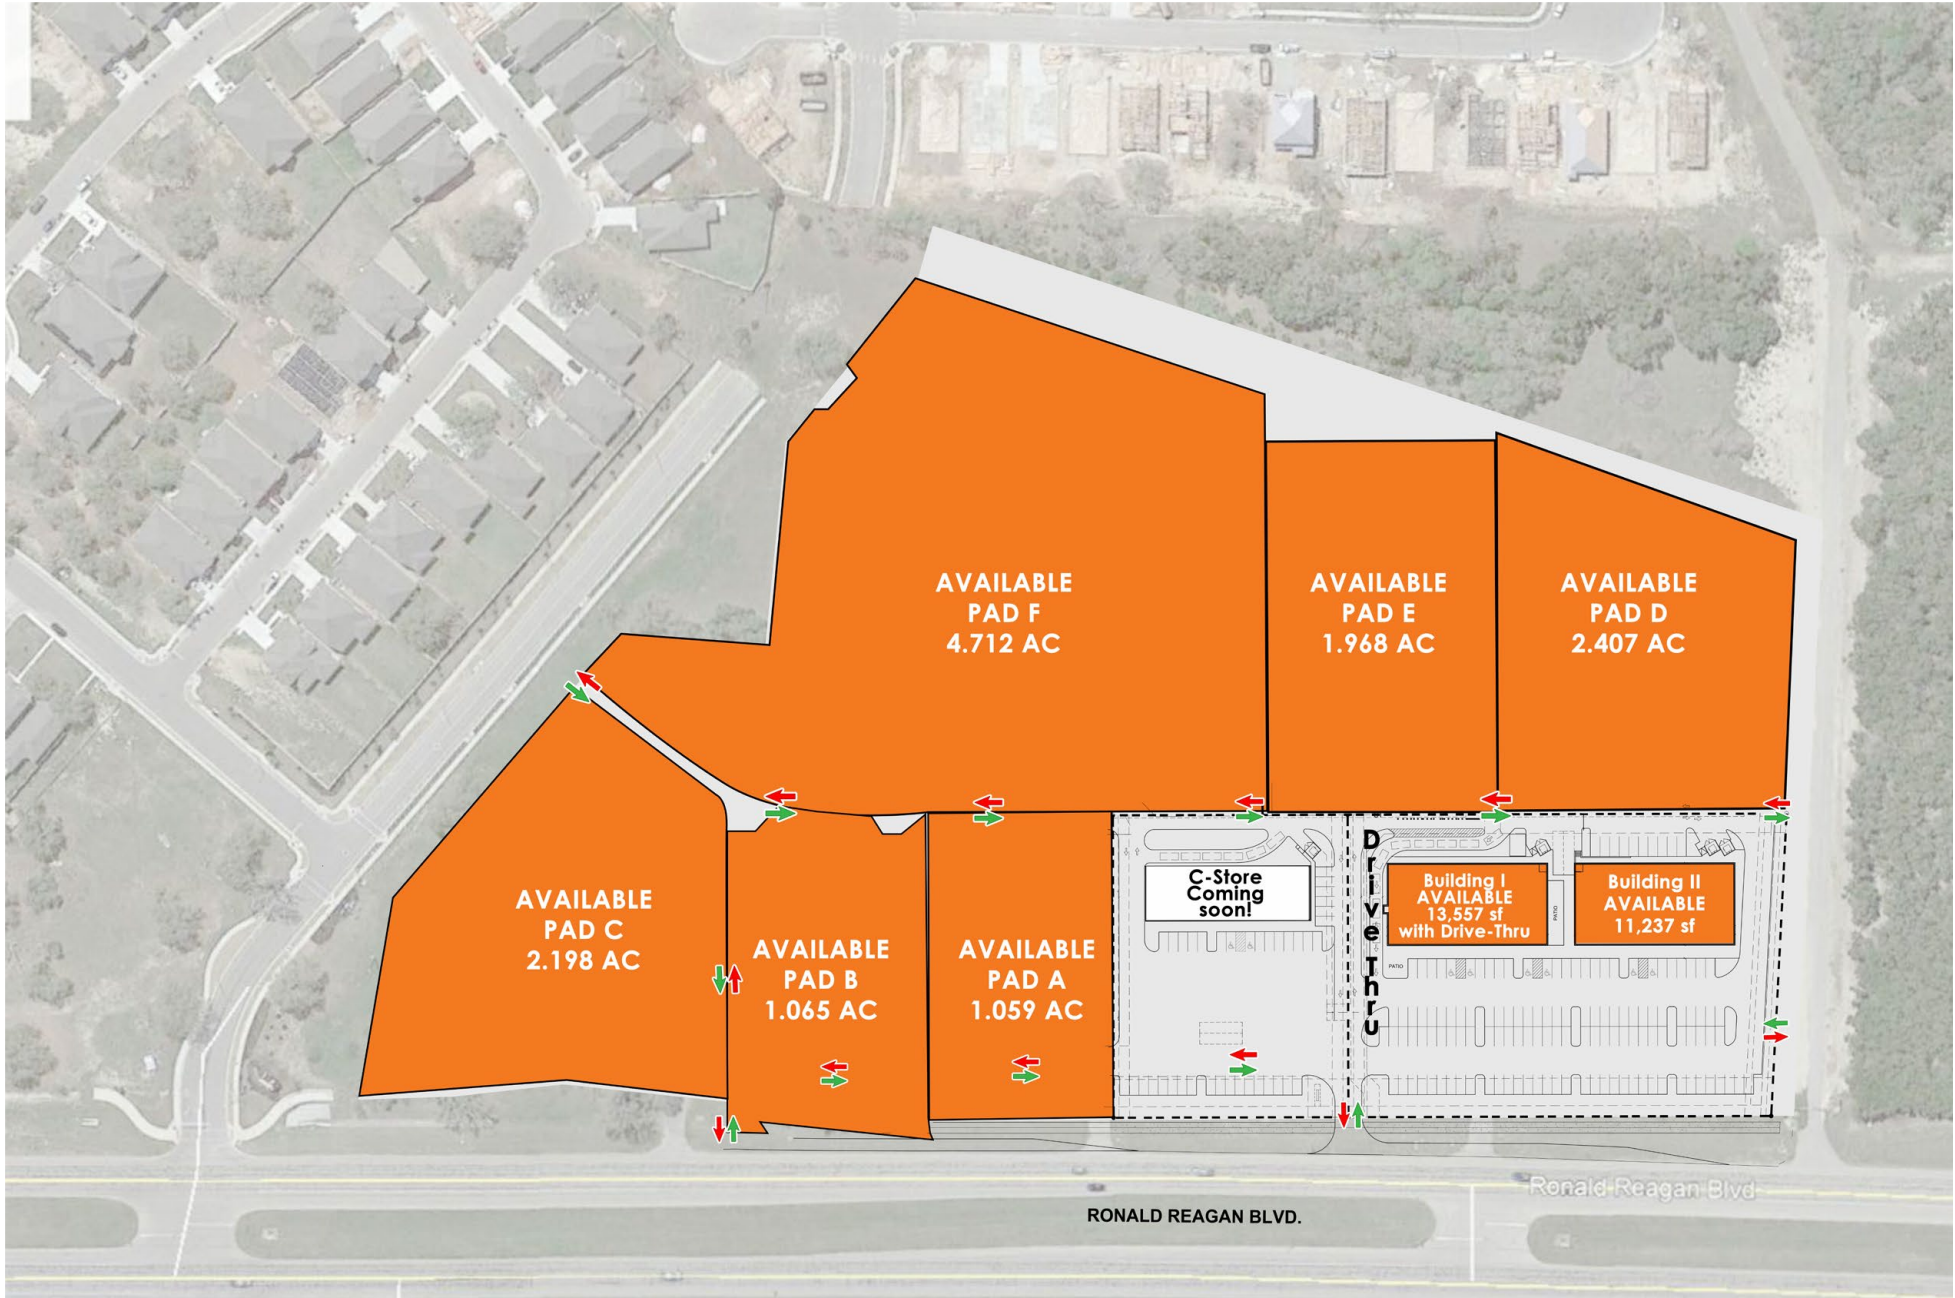 AVAILABLE
PAD F
4.712 AC
AVAILABLE
PAD E
1.968 AC
AVAILABLE
PAD D
2.407 AC
AVAILABLE
PAD C
2.198 AC
AVAILABLE
PAD B
1.065 AC
AVAILABLE
PAD A
1.059 AC
C-Store
Coming
soon!
Drive Thru
Building I
AVAILABLE
13,557 sf
with Drive-Thru
PATIO
Building II
AVAILABLE
11,237 sf
PATIO
Ronald Reagan Blvd
RONALD REAGAN BLVD.